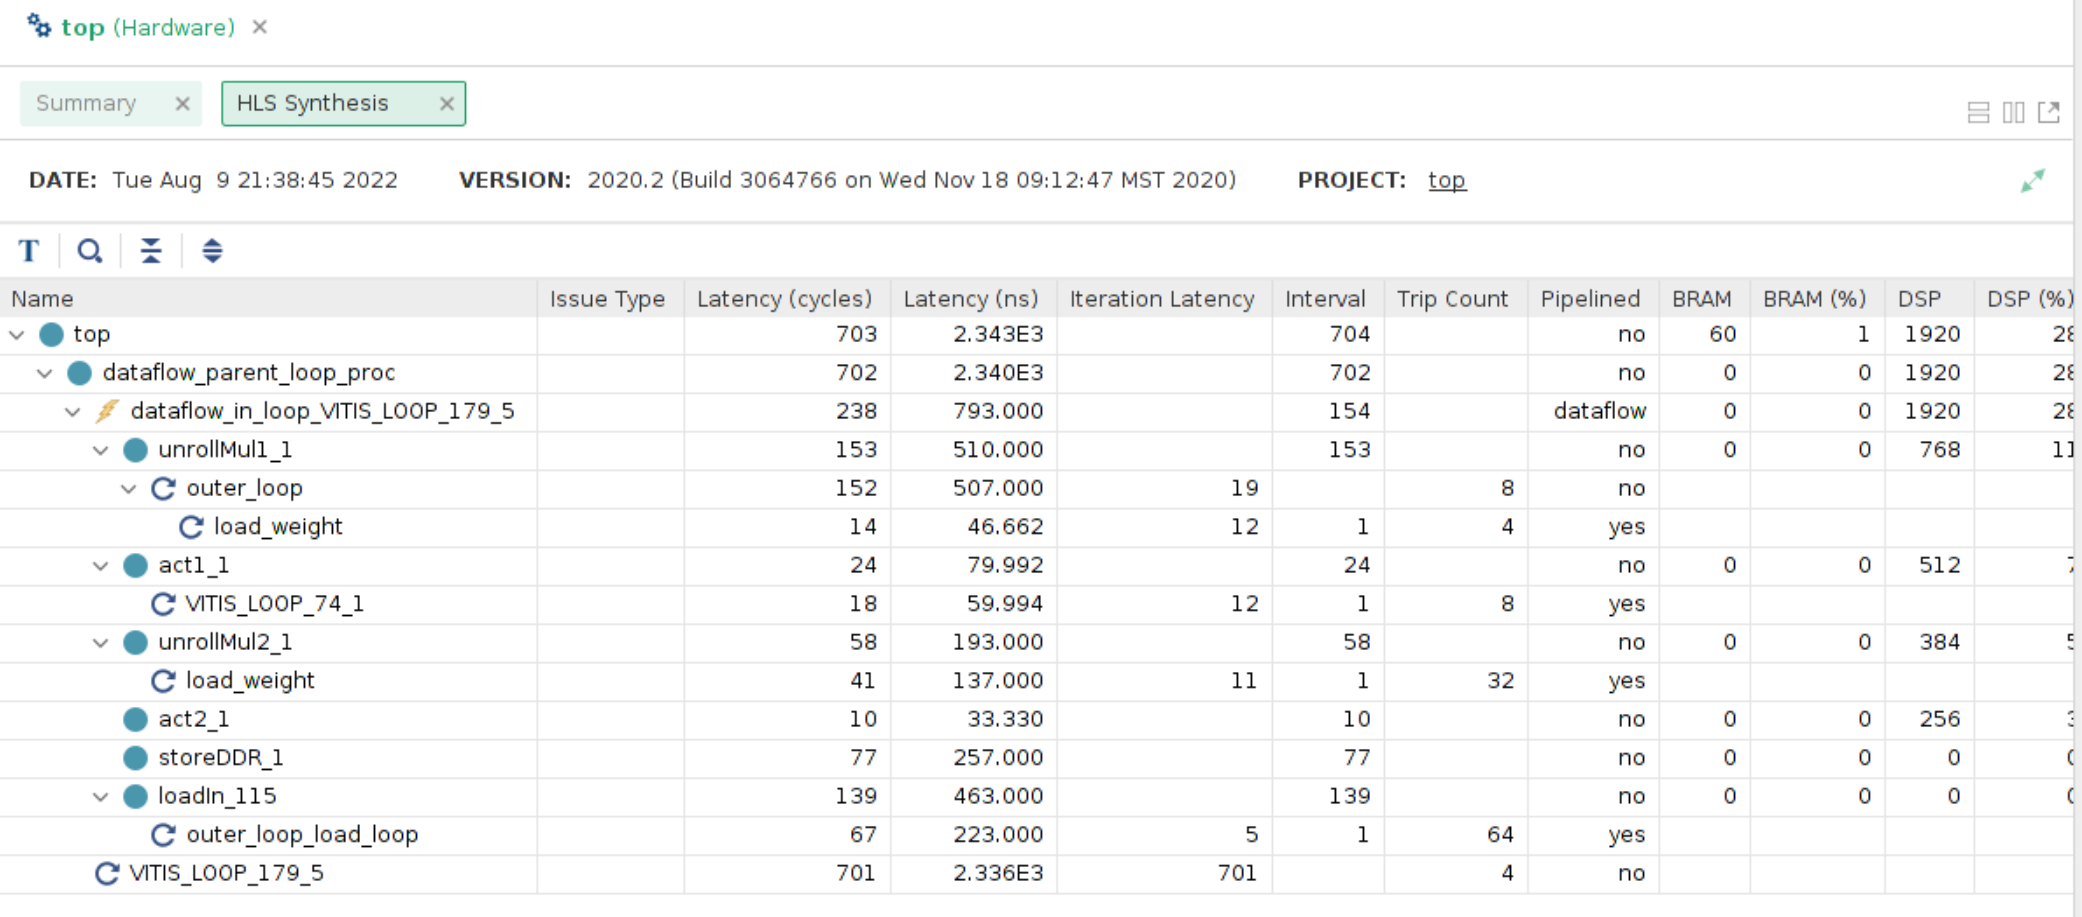 top (Hardware)
Summary HLS Synthesis
DATE: Tue Aug 9 21:38:45 2022 VERSION: 2020.2 (Build 3064766 on Wed Nov 18 09:12:47 MST 2020) PROJECT: top
Name Issue Type Latency (cycles) Latency (ns) Iteration Latency Interval Trip Count Pipelined BRAM BRAM (%) DSP DSP (%)
top 703 2.343E3 704 no 60 1 1920 28
dataflow_parent_loop_proc 702 2.340E3 702 no 0 0 1920 28
dataflow_in_loop_VITIS_LOOP_179_5 238 793.000 154 dataflow 0 0 1920 28
unrollMul1_1 153 510.000 153 no 0 0 768 11
outer_loop 152 507.000 19 8 no
load_weight 14 46.662 12 1 4 yes
act1_1 24 79.992 24 no 0 0 512 7
VITIS_LOOP_74_1 18 59.994 12 1 8 yes
unrollMul2_1 58 193.000 58 no 0 0 384 5
load_weight 41 137.000 11 1 32 yes
act2_1 10 33.330 10 no 0 0 256 3
storeDDR_1 77 257.000 77 no 0 0 0 0
loadIn_115 139 463.000 139 no 0 0 0 0
outer_loop_load_loop 67 223.000 5 1 64 yes
VITIS_LOOP_179_5 701 2.336E3 701 4 no